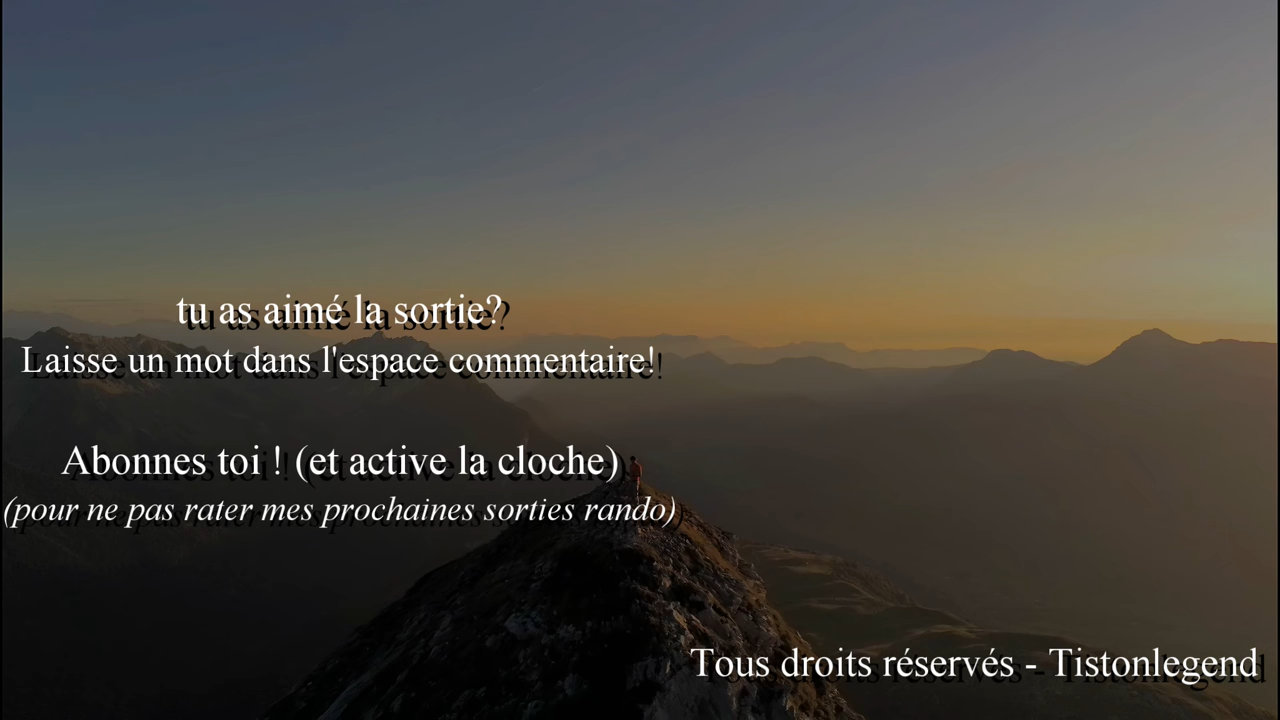 tu as aimé la sortie?
Laisse un mot dans l'espace commentaire!
Abonnes toi ! (et active la cloche)
(pour ne pas rater mes prochaines sorties rando)
Tous droits réservés - Tistonlegend